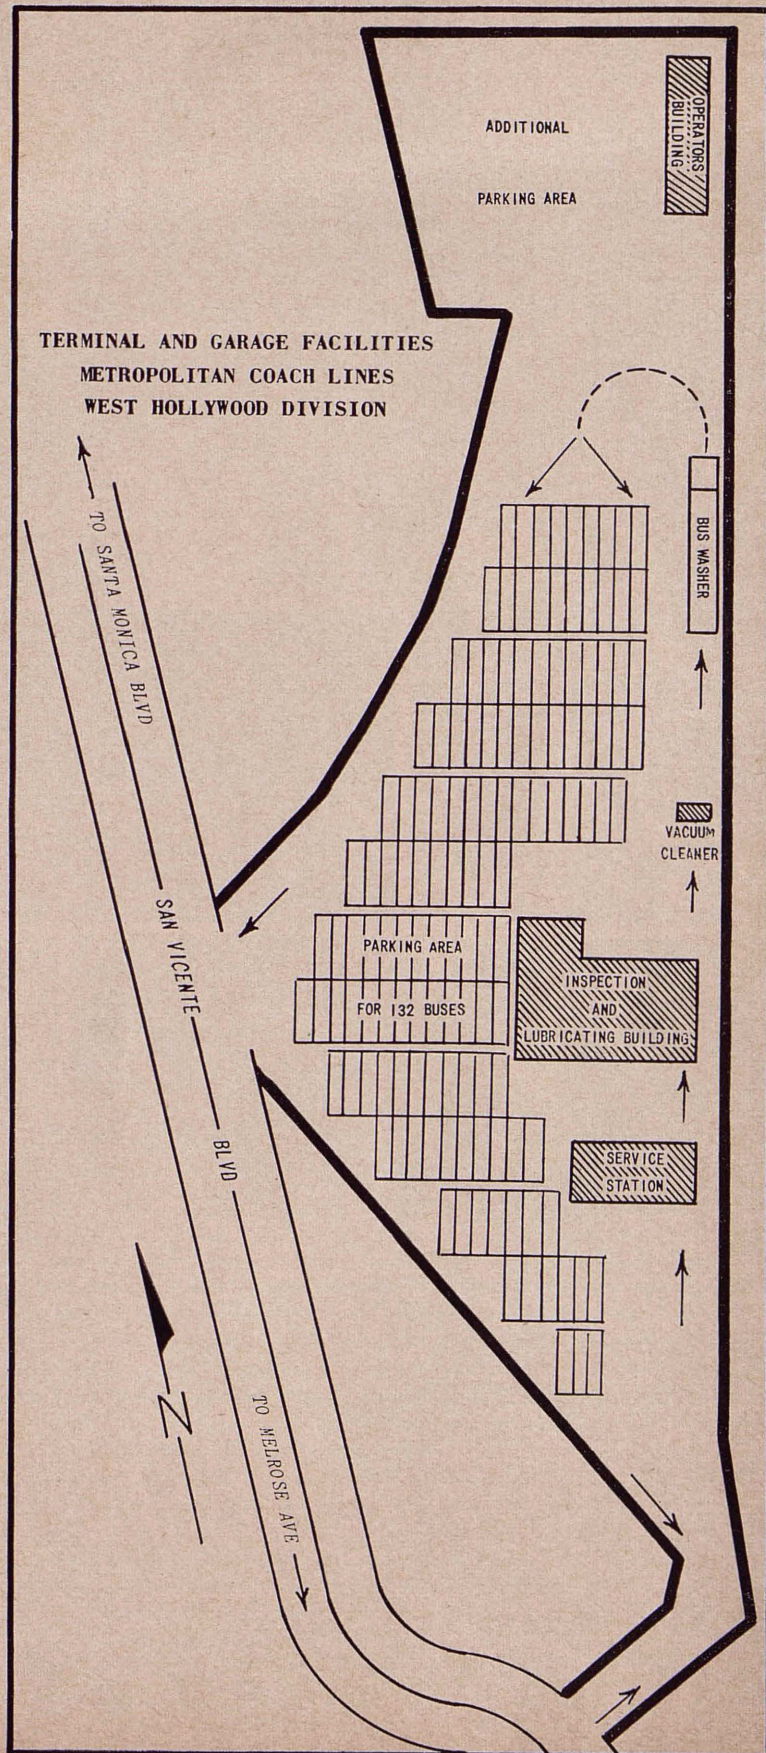 ADDITIONAL
PARKING AREA
OPERATORS
BUILDING
TERMINAL AND GARAGE FACILITIES
METROPOLITAN COACH LINES
WEST HOLLYWOOD DIVISION
TO SANTA MONICA BLVD
BUS WASHER
VACUUM
CLEANER
SAN VICENTE
BLVD
PARKING AREA
FOR 132 BUSES
INSPECTION
AND
LUBRICATING BUILDING
SERVICE
STATION
N
TO MELROSE AVE